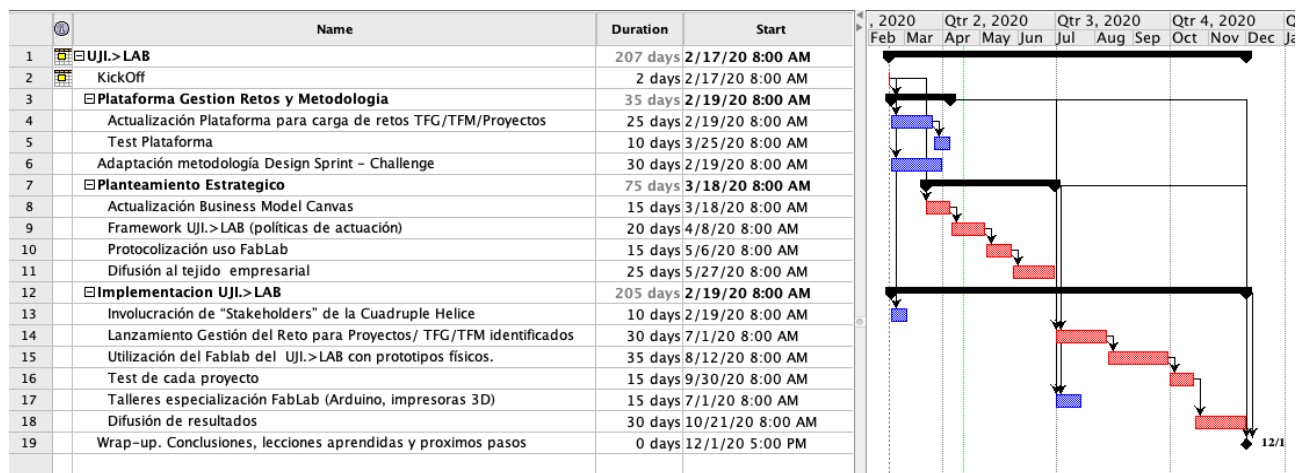 Name Duration Start , 2020 Qtr 2, 2020 Qtr 3, 2020 Qtr 4, 2020 Q
Feb Mar Apr May Jun Jul Aug Sep Oct Nov Dec Ja
1 UJI.>LAB 207 days 2/17/20 8:00 AM
2 KickOff 2 days 2/17/20 8:00 AM
3 Plataforma Gestion Retos y Metodologia 35 days 2/19/20 8:00 AM
4 Actualización Plataforma para carga de retos TFG/TFM/Proyectos 25 days 2/19/20 8:00 AM
5 Test Plataforma 10 days 3/25/20 8:00 AM
6 Adaptación metodología Design Sprint - Challenge 30 days 2/19/20 8:00 AM
7 Planteamiento Estrategico 75 days 3/18/20 8:00 AM
8 Actualización Business Model Canvas 15 days 3/18/20 8:00 AM
9 Framework UJI.>LAB (políticas de actuación) 20 days 4/8/20 8:00 AM
10 Protocolización uso FabLab 15 days 5/6/20 8:00 AM
11 Difusión al tejido empresarial 25 days 5/27/20 8:00 AM
12 Implementacion UJI.>LAB 205 days 2/19/20 8:00 AM
13 Involucración de "Stakeholders" de la Cuadruple Helice 10 days 2/19/20 8:00 AM
14 Lanzamiento Gestión del Reto para Proyectos/ TFG/TFM identificados 30 days 7/1/20 8:00 AM
15 Utilización del Fablab del UJI.>LAB con prototipos físicos. 35 days 8/12/20 8:00 AM
16 Test de cada proyecto 15 days 9/30/20 8:00 AM
17 Talleres especialización FabLab (Arduino, impresoras 3D) 15 days 7/1/20 8:00 AM
18 Difusión de resultados 30 days 10/21/20 8:00 AM
19 Wrap-up. Conclusiones, lecciones aprendidas y proximos pasos 0 days 12/1/20 5:00 PM 12/1